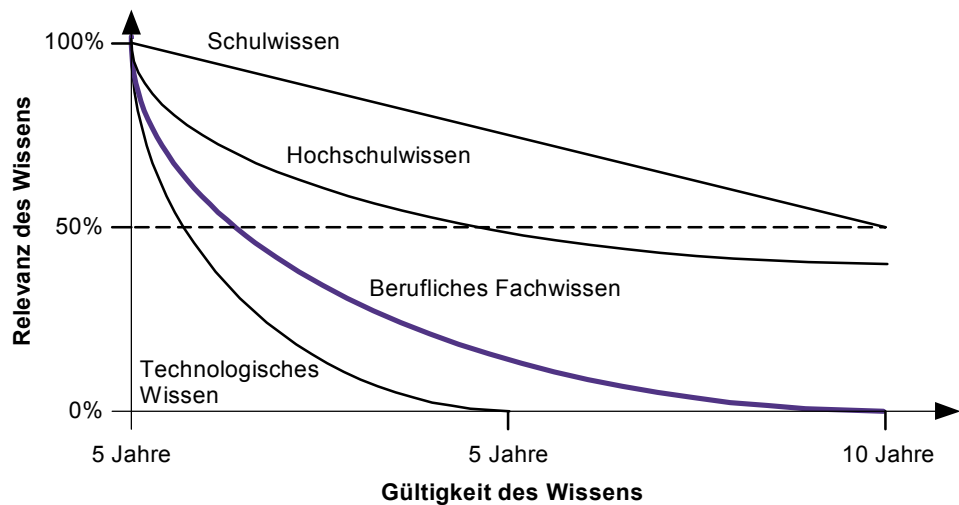 100%
Schulwissen
Hochschulwissen
50%
Relevanz des Wissens
Berufliches Fachwissen
Technologisches
Wissen
0%
5 Jahre
5 Jahre
10 Jahre
Gültigkeit des Wissens